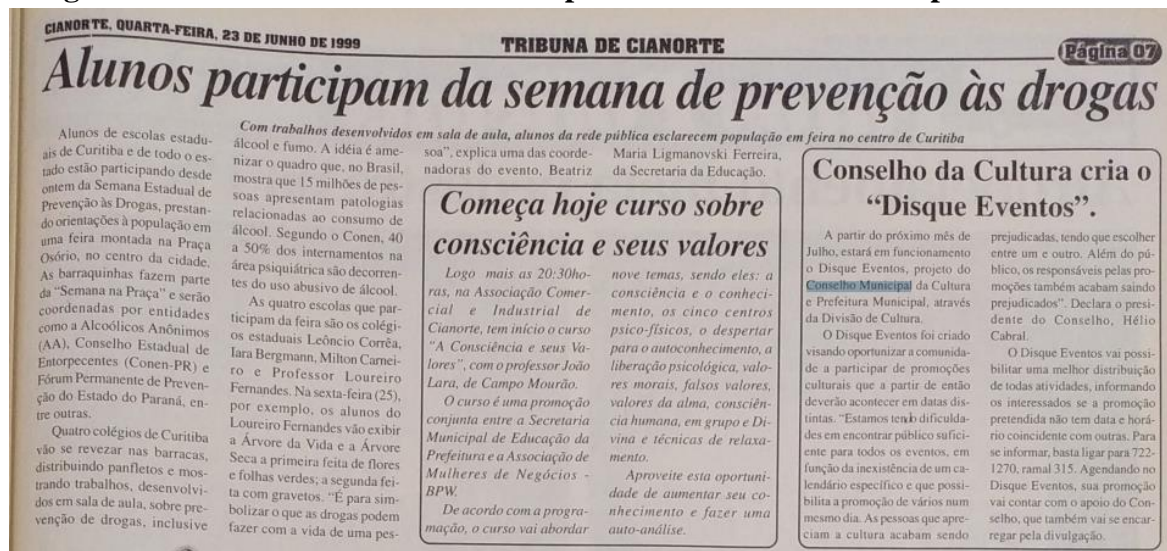 CIANORTE, QUARTA-FEIRA, 23 DE JUNHO DE 1999
TRIBUNA DE CIANORTE
Página 07
Alunos participam da semana de prevenção às drogas
Com trabalhos desenvolvidos em sala de aula, alunos da rede pública esclarecem população em feira no centro de Curitiba
Alunos de escolas estadu-
ais de Curitiba e de todo o es-
tado estão participando desde
ontem da Semana Estadual de
Prevenção às Drogas, prestan-
do orientações à população em
uma feira montada na Praça
Osório, no centro da cidade.
As barraquinhas fazem parte
da “Semana na Praça” e serão
coordenadas por entidades
como a Alcoólicos Anônimos
(AA), Conselho Estadual de
Entorpecentes (Conen-PR) e
Fórum Permanente de Preven-
ção do Estado do Paraná, en-
tre outras.
Quatro colégios de Curitiba
vão se revezar nas barracas,
distribuindo panfletos e mos-
trando trabalhos, desenvolvi-
dos em sala de aula, sobre pre-
venção de drogas, inclusive
álcool e fumo. A idéia é ame-
nizar o quadro que, no Brasil,
mostra que 15 milhões de pes-
soas apresentam patologias
relacionadas ao consumo de
álcool. Segundo o Conen, 40
a 50% dos internamentos na
área psiquiátrica são decorren-
tes do uso abusivo de álcool.
As quatro escolas que par-
ticipam da feira são os colégi-
os estaduais Leôncio Corrêa,
Iara Bergmann, Milton Carnei-
ro e Professor Loureiro
Fernandes. Na sexta-feira (25),
por exemplo, os alunos do
Loureiro Fernandes vão exibir
a Árvore da Vida e a Árvore
Seca a primeira feita de flores
e folhas verdes; a segunda fei-
ta com gravetos. “É para sim-
bolizar o que as drogas podem
fazer com a vida de uma pes-
soa”, explica uma das coorde-
nadoras do evento, Beatriz
Maria Ligmanovski Ferreira,
da Secretaria da Educação.
Começa hoje curso sobre
consciência e seus valores
Logo mais as 20:30ho-
ras, na Associação Comer-
cial e Industrial de
Cianorte, tem início o curso
“A Consciência e seus Va-
lores”, com o professor João
Lara, de Campo Mourão.
O curso é uma promoção
conjunta entre a Secretaria
Municipal de Educação da
Prefeitura e a Associação de
Mulheres de Negócios -
BPW.
De acordo com a progra-
mação, o curso vai abordar
nove temas, sendo eles: a
consciência e o conheci-
mento, os cinco centros
psico-físicos, o despertar
para o autoconhecimento, a
liberação psicológica, valo-
res morais, falsos valores,
valores da alma, consciên-
cia humana, em grupo e Di-
vina e técnicas de relaxa-
mento.
Aproveite esta oportuni-
dade de aumentar seu co-
nhecimento e fazer uma
auto-análise.
Conselho da Cultura cria o
“Disque Eventos”.
A partir do próximo mês de
Julho, estará em funcionamento
o Disque Eventos, projeto do
Conselho Municipal da Cultura
e Prefeitura Municipal, através
da Divisão de Cultura.
O Disque Eventos foi criado
visando oportunizar a comunida-
de a participar de promoções
culturais que a partir de então
deverão acontecer em datas dis-
tintas. “Estamos tendo dificulda-
des em encontrar público sufici-
ente para todos os eventos, em
função da inexistência de um ca-
lendário específico e que possi-
bilita a promoção de vários num
mesmo dia. As pessoas que apre-
ciam a cultura acabam sendo
prejudicadas, tendo que escolher
entre um e outro. Além do pú-
blico, os responsáveis pelas pro-
moções também acabam saindo
prejudicados”. Declara o presi-
dente do Conselho, Hélio
Cabral.
O Disque Eventos vai possi-
bilitar uma melhor distribuição
de todas atividades, informando
os interessados se a promoção
pretendida não tem data e horá-
rio coincidente com outras. Para
se informar, basta ligar para 722-
1270, ramal 315. Agendando no
Disque Eventos, sua promoção
vai contar com o apoio do Con-
selho, que também vai se encar-
regar pela divulgação.